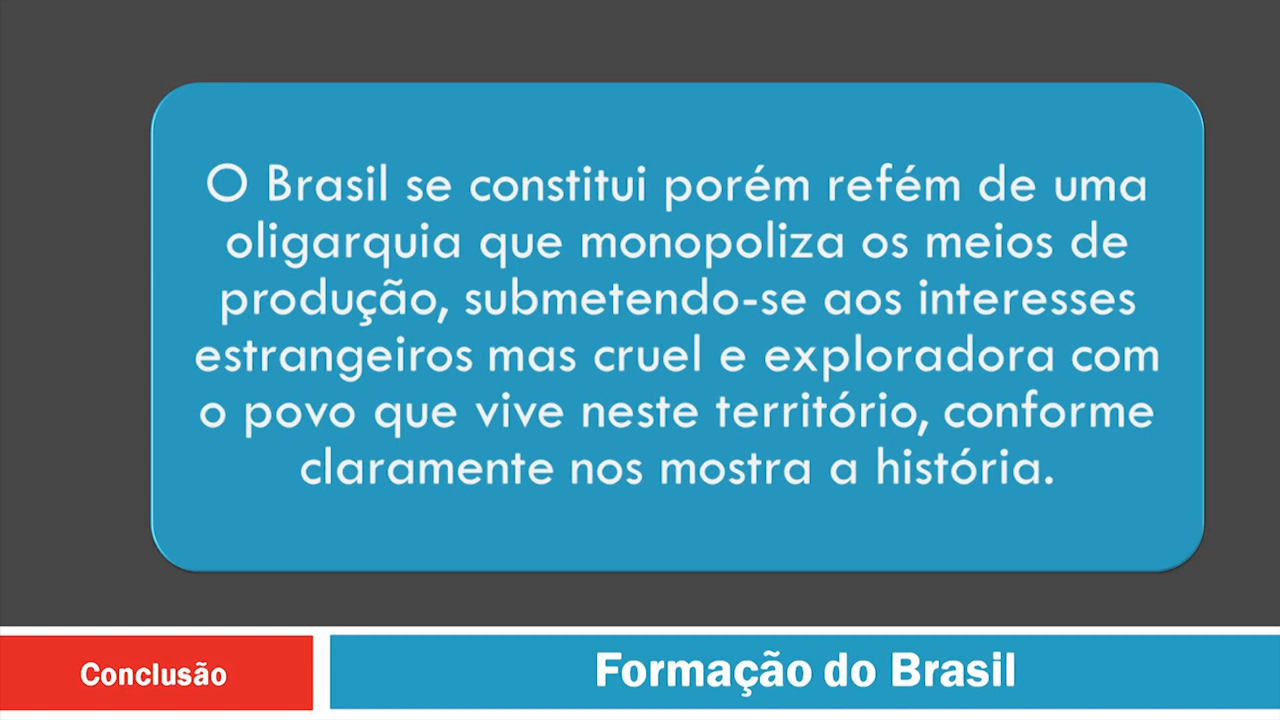 O Brasil se constitui porém refém de uma
oligarquia que monopoliza os meios de
produção, submetendo-se aos interesses
estrangeiros mas cruel e exploradora com
o povo que vive neste território, conforme
claramente nos mostra a história.
Conclusão
Formação do Brasil